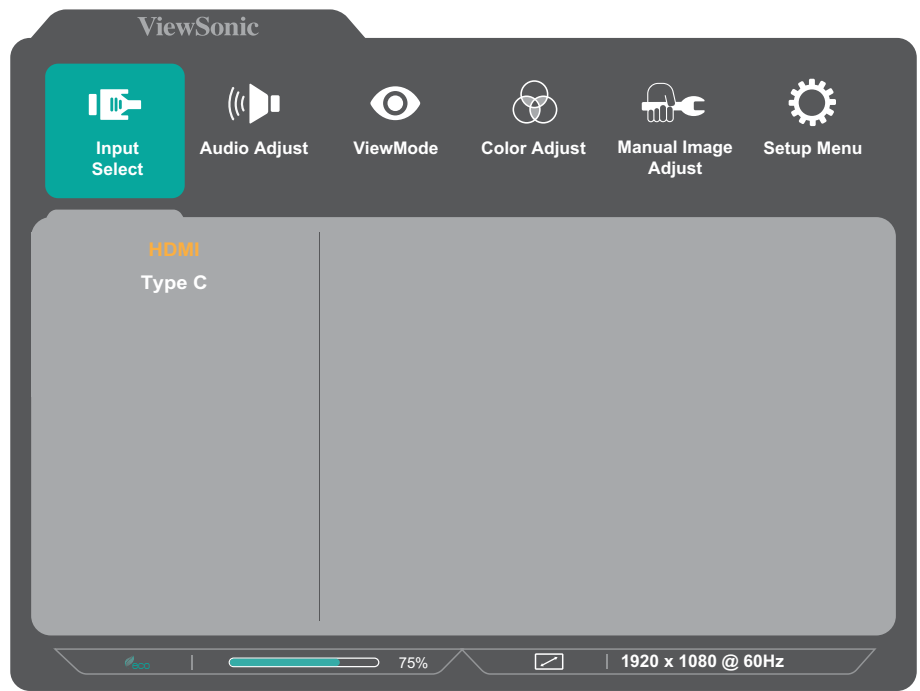 ViewSonic
Input
Select
Audio Adjust
ViewMode
Color Adjust
Manual Image
Adjust
Setup Menu
HDMI
Type C
eco
75%
1920 x 1080 @ 60Hz